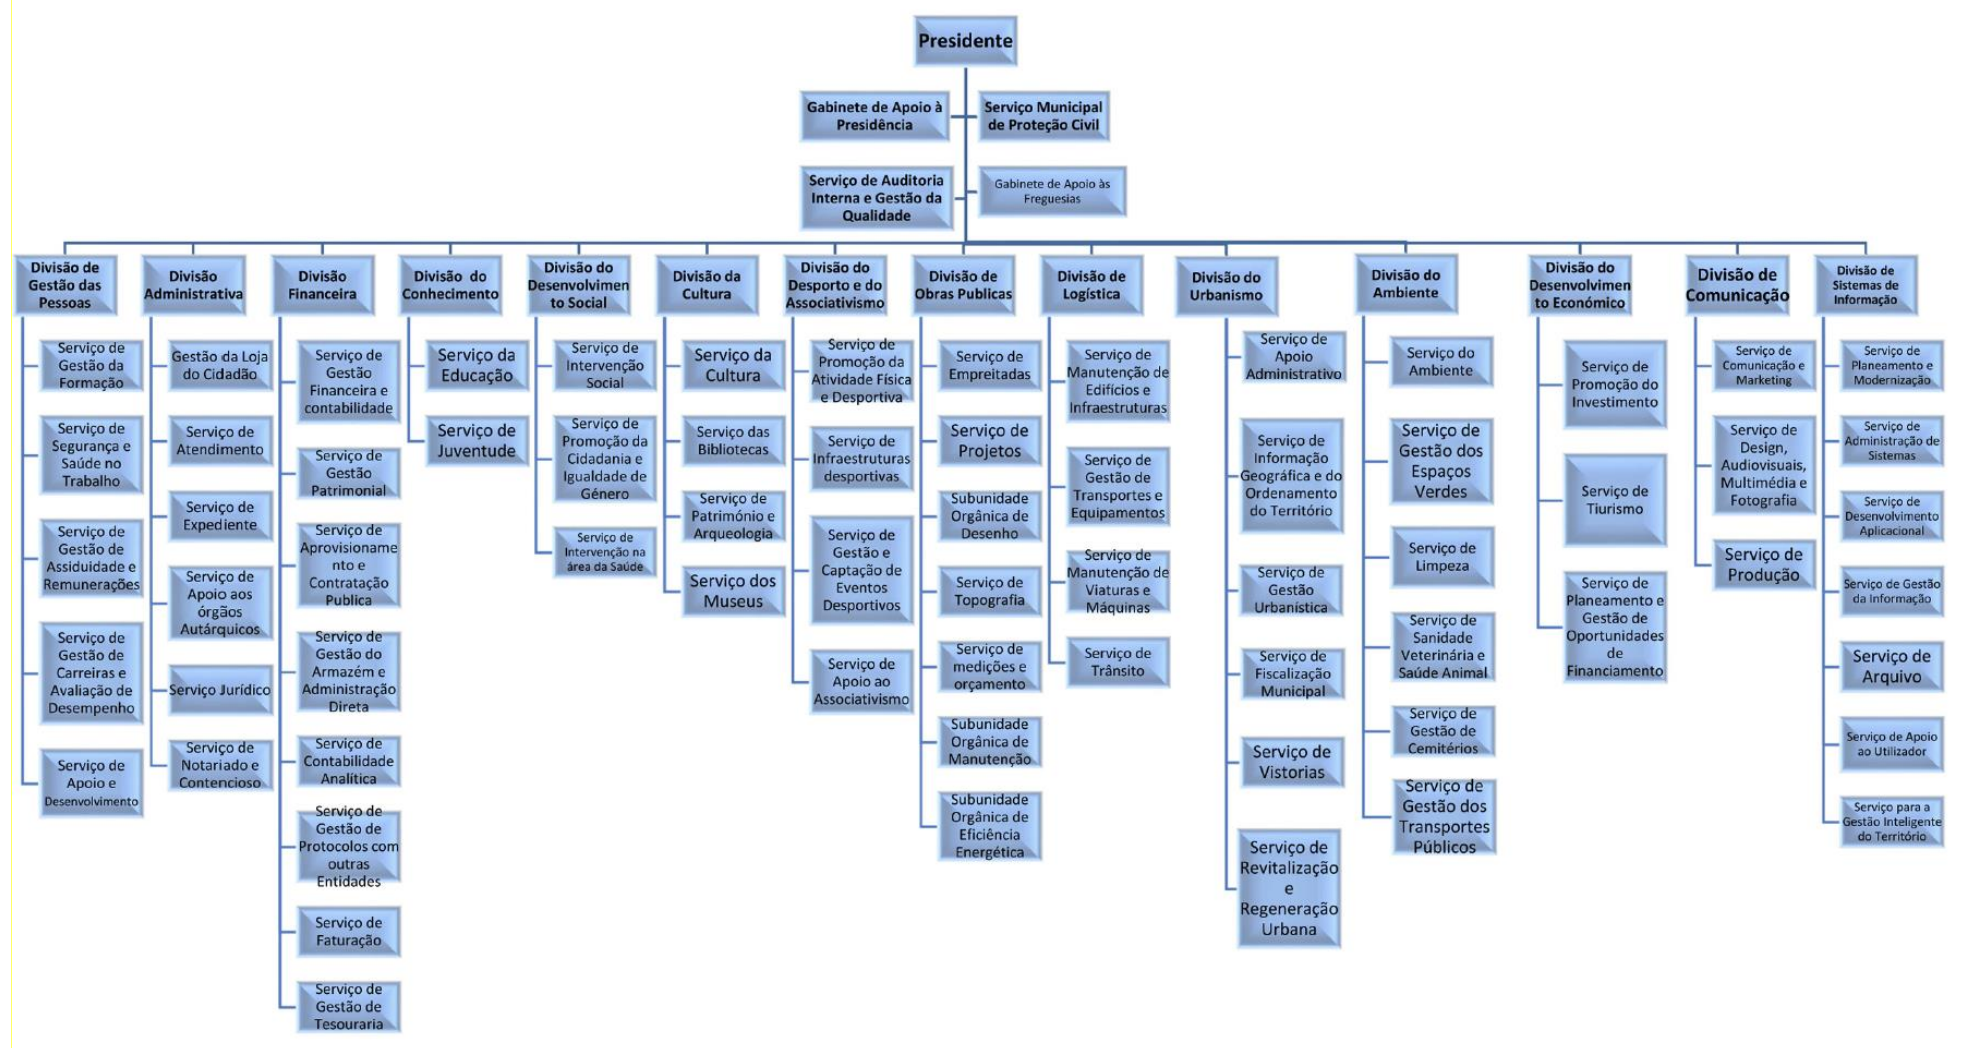 Presidente
Gabinete de Apoio à
Presidência
Serviço Municipal
de Proteção Civil
Serviço de Auditoria
Interna e Gestão da
Qualidade
Gabinete de Apoio às
Freguesias
Divisão de
Gestão das
Pessoas
Serviço de
Gestão da
Formação
Serviço de
Segurança e
Saúde no
Trabalho
Serviço de
Gestão de
Assiduidade e
Remunerações
Serviço de
Gestão de
Carreiras e
Avaliação de
Desempenho
Serviço de
Apoio e
Desenvolvimento
Divisão
Administrativa
Gestão da Loja
do Cidadão
Serviço de
Atendimento
Serviço de
Expediente
Serviço de
Apoio aos
órgãos
Autárquicos
Serviço Jurídico
Serviço de
Notariado e
Contencioso
Divisão
Financeira
Serviço de
Gestão
Financeira e
contabilidade
Serviço de
Gestão
Patrimonial
Serviço de
Aprovisioname
nto e
Contratação
Publica
Serviço de
Gestão do
Armazém e
Administração
Direta
Serviço de
Contabilidade
Analítica
Serviço de
Gestão de
Protocolos com
outras
Entidades
Serviço de
Faturação
Serviço de
Gestão de
Tesouraria
Divisão do
Conhecimento
Serviço da
Educação
Serviço de
Juventude
Divisão do
Desenvolvimen
to Social
Serviço de
Intervenção
Social
Serviço de
Promoção da
Cidadania e
Igualdade de
Género
Serviço de
Intervenção na
área da Saúde
Divisão da
Cultura
Serviço da
Cultura
Serviço das
Bibliotecas
Serviço de
Património e
Arqueologia
Serviço dos
Museus
Divisão do
Desporto e do
Associativismo
Serviço de
Promoção da
Atividade Física
e Desportiva
Serviço de
Infraestruturas
desportivas
Serviço de
Gestão e
Captação de
Eventos
Desportivos
Serviço de
Apoio ao
Associativismo
Divisão de
Obras Publicas
Serviço de
Empreitadas
Serviço de
Projetos
Subunidade
Orgânica de
Desenho
Serviço de
Topografia
Serviço de
medições e
orçamento
Subunidade
Orgânica de
Manutenção
Subunidade
Orgânica de
Eficiência
Energética
Divisão de
Logística
Serviço de
Manutenção de
Edifícios e
Infraestruturas
Serviço de
Gestão de
Transportes e
Equipamentos
Serviço de
Manutenção de
Viaturas e
Máquinas
Serviço de
Trânsito
Divisão do
Urbanismo
Serviço de
Apoio
Administrativo
Serviço de
Informação
Geográfica e do
Ordenamento
do Território
Serviço de
Gestão
Urbanística
Serviço de
Fiscalização
Municipal
Serviço de
Vistorias
Serviço de
Revitalização
e
Regeneração
Urbana
Divisão do
Ambiente
Serviço do
Ambiente
Serviço de
Gestão dos
Espaços
Verdes
Serviço de
Limpeza
Serviço de
Sanidade
Veterinária e
Saúde Animal
Serviço de
Gestão de
Cemitérios
Serviço de
Gestão dos
Transportes
Públicos
Divisão do
Desenvolvimen
to Económico
Serviço de
Promoção do
Investimento
Serviço de
Tiurismo
Serviço de
Planeamento e
Gestão de
Oportunidades
de
Financiamento
Divisão de
Comunicação
Serviço de
Comunicação e
Marketing
Serviço de
Design,
Audiovisuais,
Multimédia e
Fotografia
Serviço de
Produção
Divisão de
Sistemas de
Informação
Serviço de
Planeamento e
Modernização
Serviço de
Administração de
Sistemas
Serviço de
Desenvolvimento
Aplicacional
Serviço de Gestão
da Informação
Serviço de
Arquivo
Serviço de Apoio
ao Utilizador
Serviço para a
Gestão Inteligente
do Território